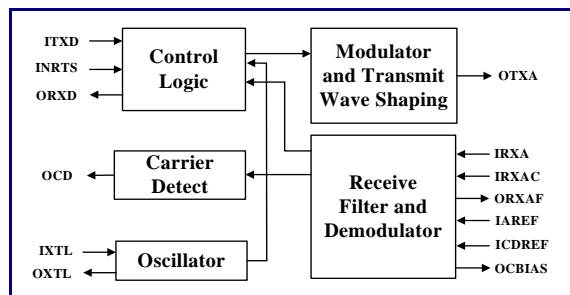 ITXD
INRTS
ORXD
Control
Logic
Modulator
and Transmit
Wave Shaping
OTXA
OCD
Carrier
Detect
IXTL
OXTL
Oscillator
Receive
Filter and
Demodulator
IRXA
IRXAC
ORXAF
IAREF
ICDREF
OCBIAS